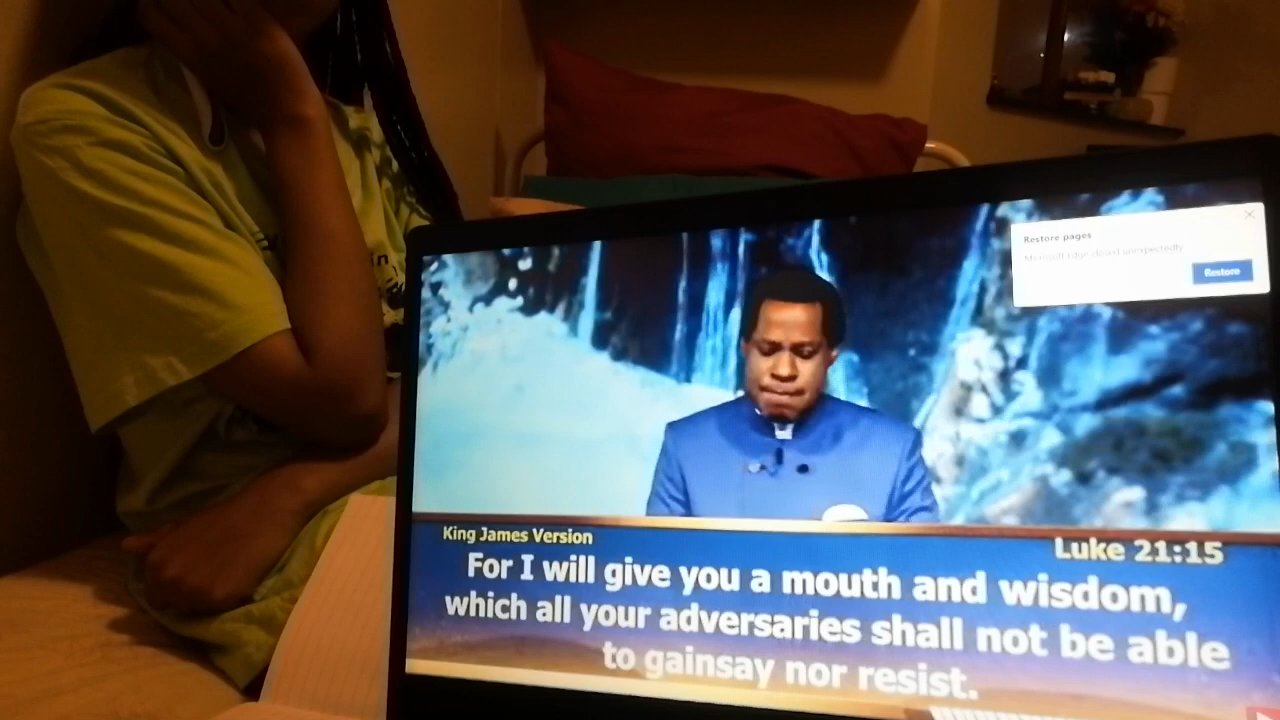 Restore pages
Microsoft Edge closed unexpectedly
Restore
King James Version
Luke 21:15
For I will give you a mouth and wisdom,
which all your adversaries shall not be able
to gainsay nor resist.
in